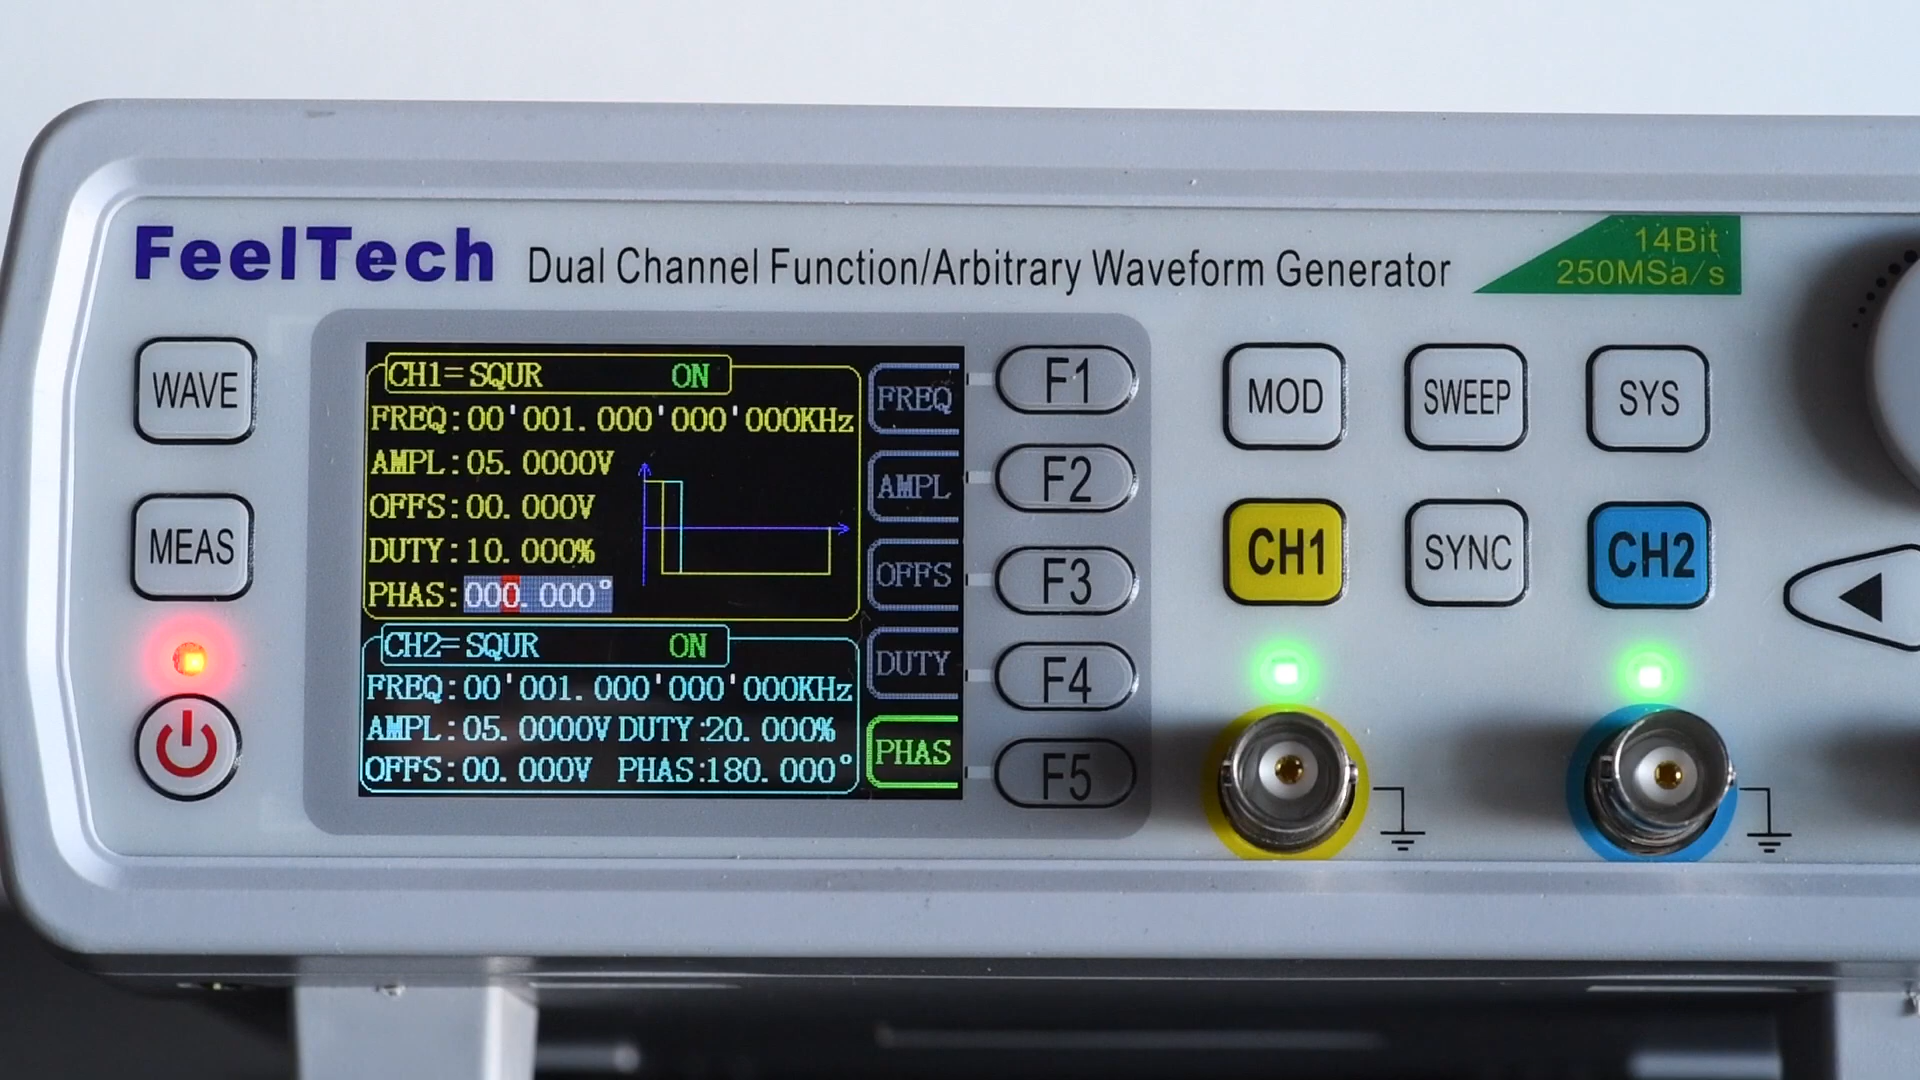 FeelTech
Dual Channel Function/Arbitrary Waveform Generator
14Bit
250MSa/s
WAVE
MEAS
CH1=SQUR ON
FREQ:00'001.000'000'000KHz
AMPL:05.0000V
OFFS:00.000V
DUTY:10.000%
PHAS:000.000°
CH2=SQUR ON
FREQ:00'001.000'000'000KHz
AMPL:05.0000V DUTY:20.000%
OFFS:00.000V PHAS:180.000°
FREQ
AMPL
OFFS
DUTY
PHAS
F1
F2
F3
F4
F5
MOD
SWEEP
SYS
CH1
SYNC
CH2